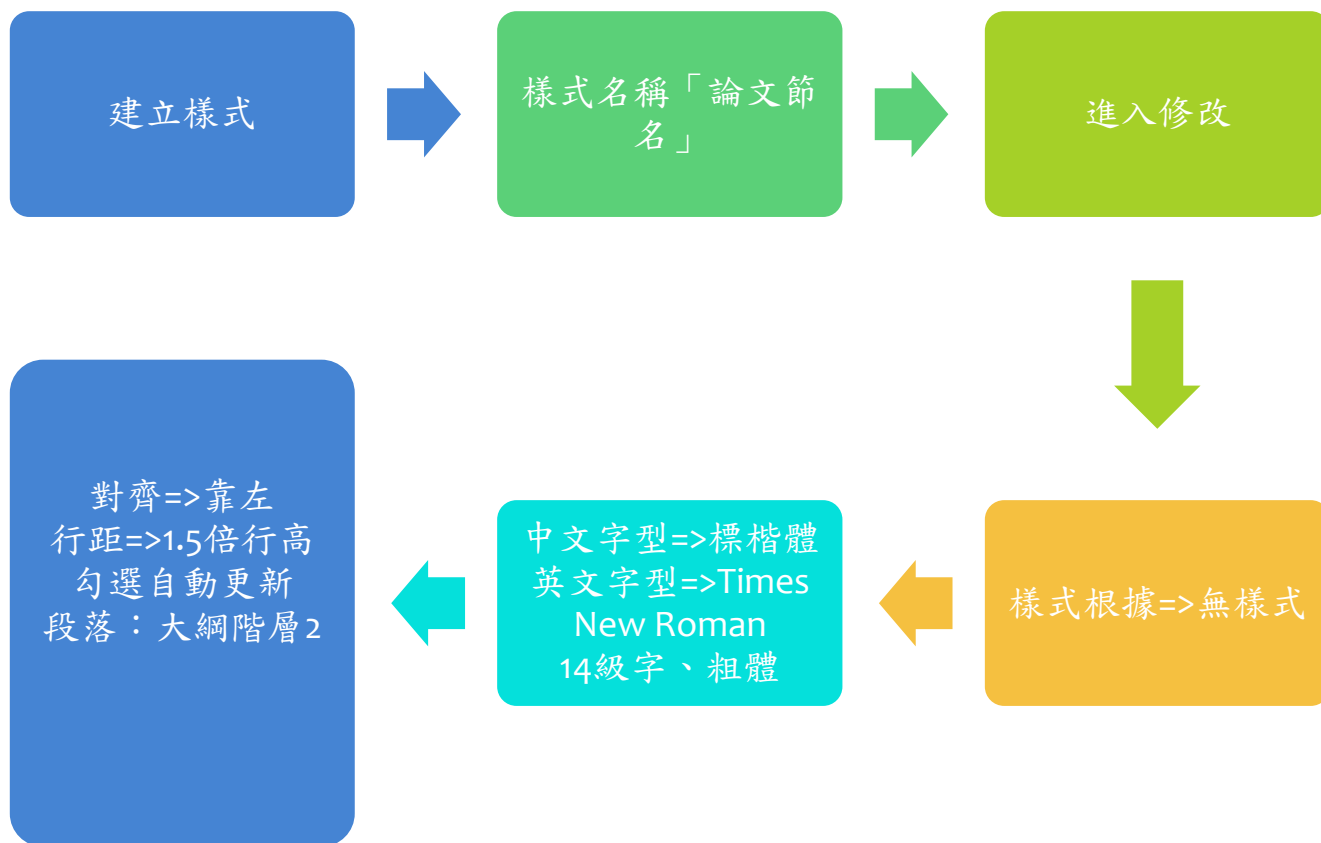 建立樣式
樣式名稱「論文節
名」
進入修改
樣式根據=>無樣式
中文字型=>標楷體
英文字型=>Times
New Roman
14級字、粗體
對齊=>靠左
行距=>1.5倍行高
勾選自動更新
段落：大綱階層2